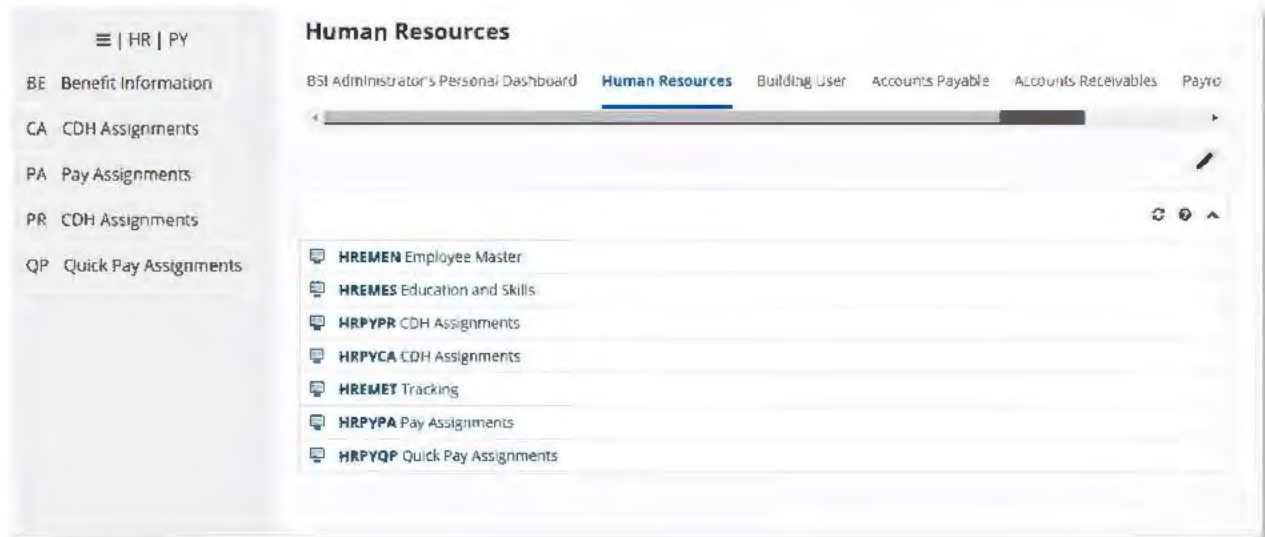 ☰ | HR | PY
BE Benefit Information
CA CDH Assignments
PA Pay Assignments
PR CDH Assignments
QP Quick Pay Assignments
Human Resources
BSI Administrator's Personal Dashboard Human Resources Building User Accounts Payable Accounts Receivables Payro
HREMEN Employee Master
HREMES Education and Skills
HRPYPR CDH Assignments
HRPYCA CDH Assignments
HREMET Tracking
HRPYPA Pay Assignments
HRPYQP Quick Pay Assignments